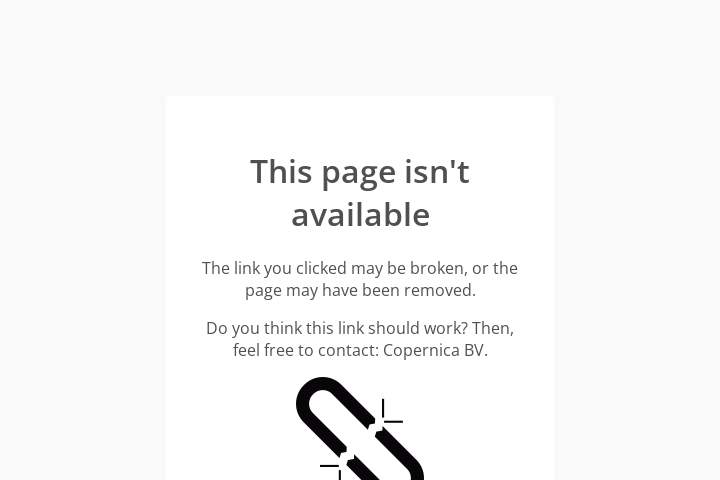 This page isn't
available
The link you clicked may be broken, or the
page may have been removed.
Do you think this link should work? Then,
feel free to contact: Copernica BV.